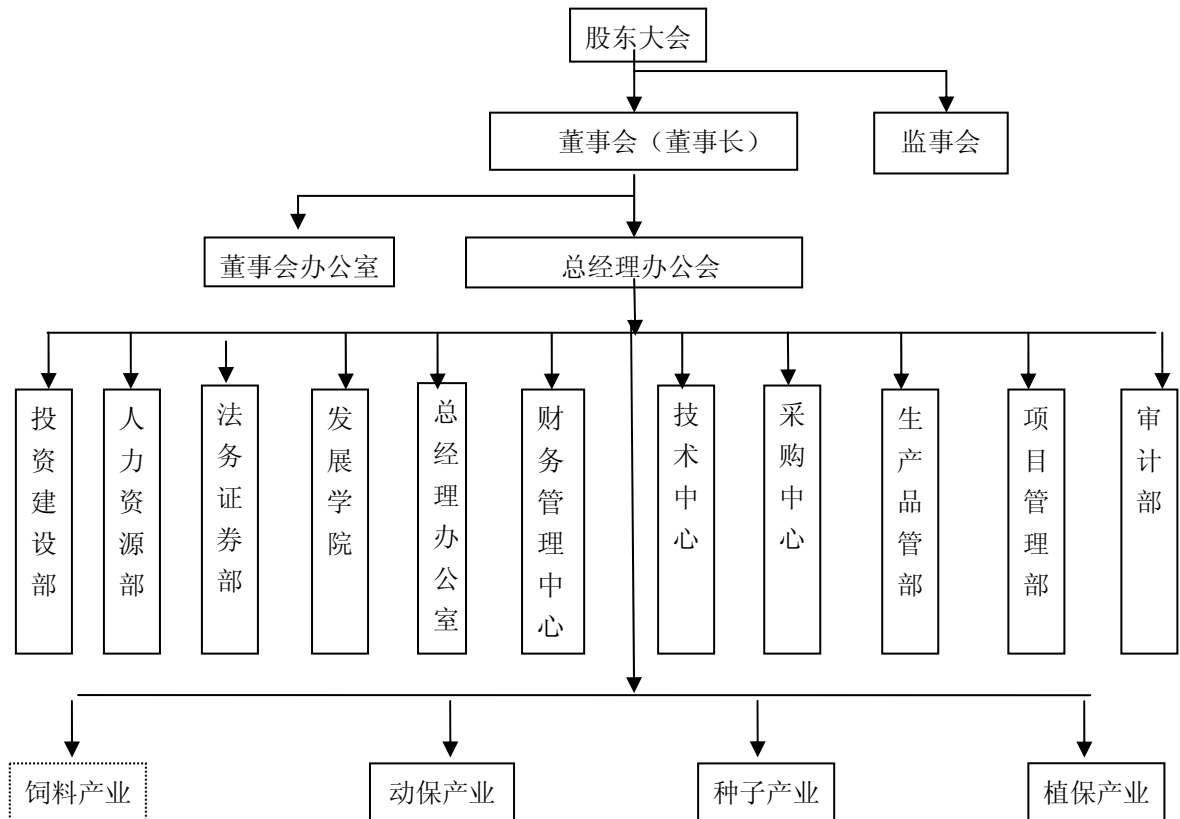 股东大会
董事会（董事长）
监事会
董事会办公室
总经理办公会
投资建设部
人力资源部
法务证券部
发展学院
总经理办公室
财务管理中心
技术中心
采购中心
生产品管部
项目管理部
审计部
饲料产业
动保产业
种子产业
植保产业